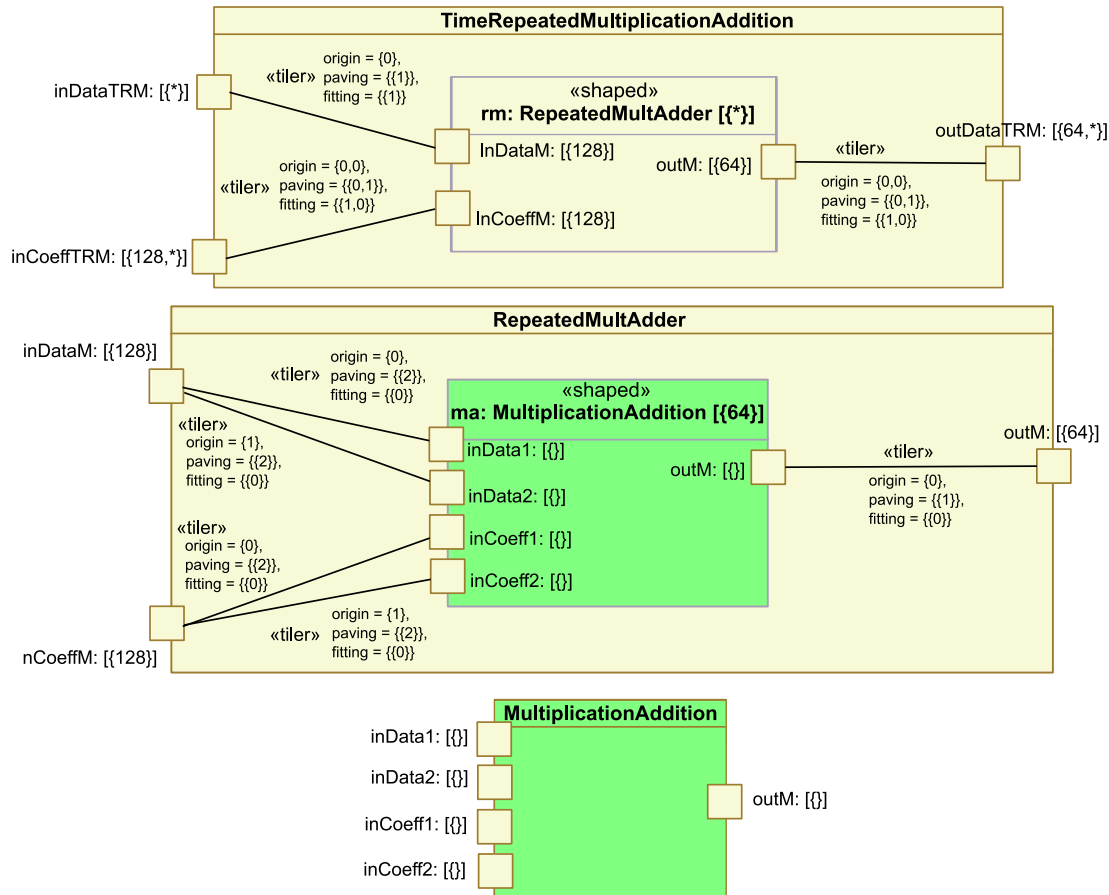 TimeRepeatedMultiplicationAddition
inDataTRM: [{*}]
«tiler»
origin = {0},
paving = {{1}},
fitting = {{1}}
«shaped»
rm: RepeatedMultAdder [{*}]
InDataM: [{128}]
outM: [{64}]
InCoeffM: [{128}]
«tiler»
origin = {0,0},
paving = {{0,1}},
fitting = {{1,0}}
inCoeffTRM: [{128,*}]
outDataTRM: [{64,*}]
«tiler»
origin = {0,0},
paving = {{0,1}},
fitting = {{1,0}}
RepeatedMultAdder
inDataM: [{128}]
«tiler»
origin = {0},
paving = {{2}},
fitting = {{0}}
«tiler»
origin = {1},
paving = {{2}},
fitting = {{0}}
«shaped»
ma: MultiplicationAddition [{64}]
inData1: [{}]
outM: [{}]
inData2: [{}]
inCoeff1: [{}]
inCoeff2: [{}]
«tiler»
origin = {0},
paving = {{2}},
fitting = {{0}}
«tiler»
origin = {1},
paving = {{2}},
fitting = {{0}}
nCoeffM: [{128}]
outM: [{64}]
«tiler»
origin = {0},
paving = {{1}},
fitting = {{0}}
MultiplicationAddition
inData1: [{}]
inData2: [{}]
inCoeff1: [{}]
inCoeff2: [{}]
outM: [{}]